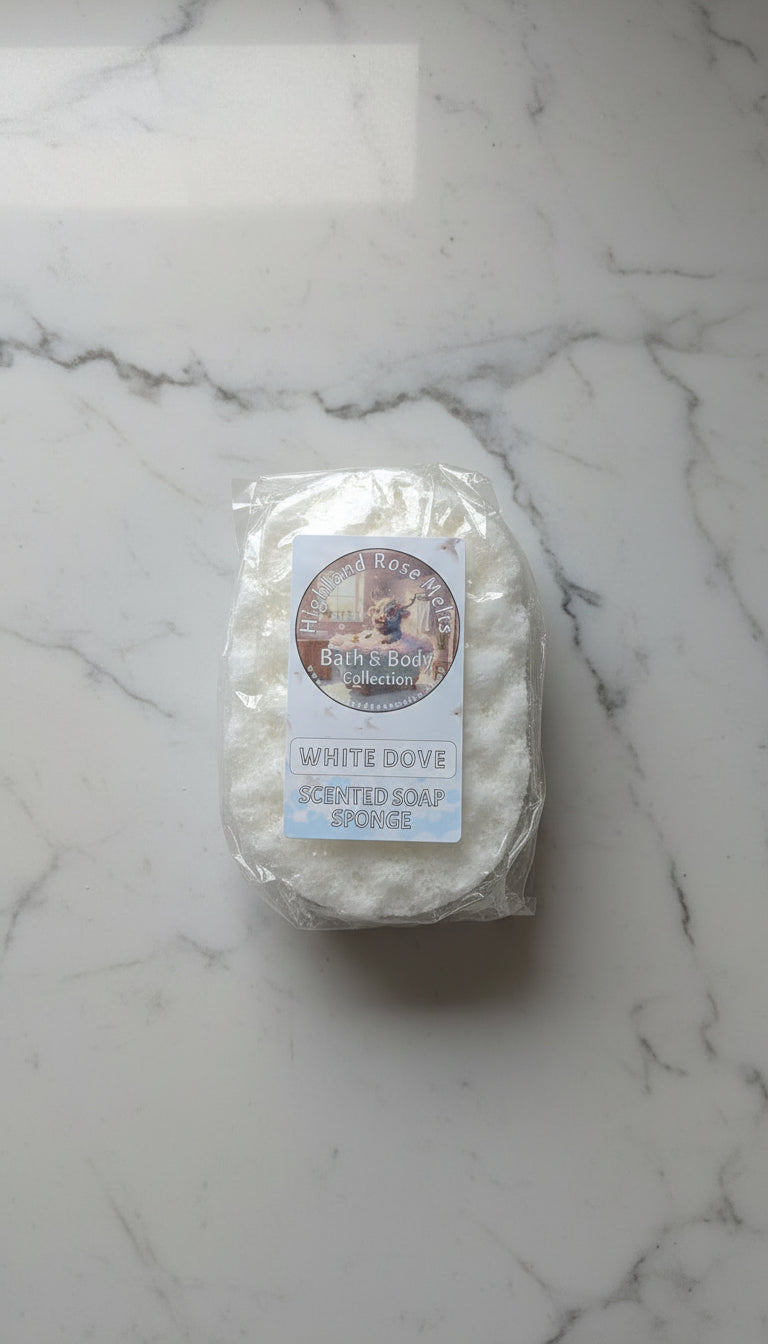 Highland Rose Melts
Bath & Body
Collection
WHITE DOVE
SCENTED SOAP
SPONGE